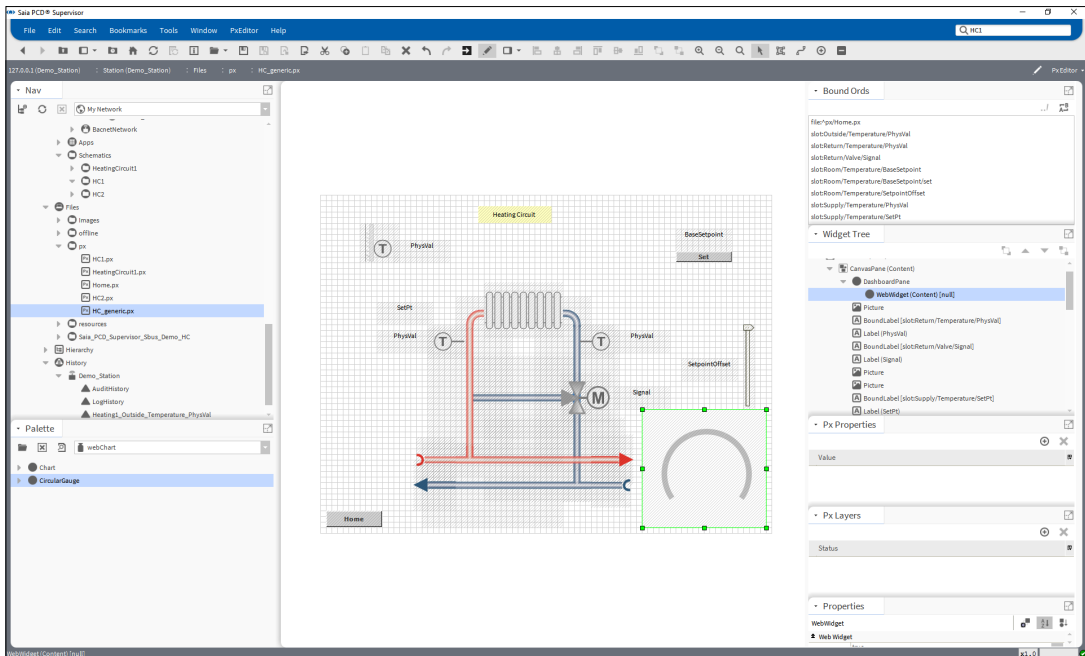 Saia PCD® Supervisor
File Edit Search Bookmarks Tools Window PxEditor Help
HC1
127.0.0.1 (Demo_Station) : Station (Demo_Station) : Files : px : HC_generic.px
PxEditor
Nav
My Network
BacnetNetwork
Apps
Schematics
HeatingCircuit1
HC1
HC2
Files
Images
offline
px
HC1.px
HeatingCircuit1.px
Home.px
HC2.px
HC_generic.px
resources
Saia_PCD_Supervisor_Sbus_Demo_HC
Hierarchy
History
Demo_Station
AuditHistory
LogHistory
Heating1_Outside_Temperature_PhysVal
Palette
webChart
Chart
CircularGauge
Heating Circuit
T PhysVal
BaseSetpoint
Set
SetPt
PhysVal T
T PhysVal
SetpointOffset
M Signal
Home
Bound Ords
file:^px/Home.px
slot:Outside/Temperature/PhysVal
slot:Return/Temperature/PhysVal
slot:Return/Valve/Signal
slot:Room/Temperature/BaseSetpoint
slot:Room/Temperature/BaseSetpoint/set
slot:Room/Temperature/SetpointOffset
slot:Supply/Temperature/PhysVal
slot:Supply/Temperature/SetPt
Widget Tree
CanvasPane (Content)
DashboardPane
WebWidget (Content) [null]
Picture
BoundLabel [slot:Return/Temperature/PhysVal]
Label (PhysVal)
BoundLabel [slot:Return/Valve/Signal]
Label (Signal)
Picture
Picture
BoundLabel [slot:Supply/Temperature/SetPt]
Label (SetPt)
Px Properties
Value
Px Layers
Status
Properties
WebWidget
Web Widget
WebWidget (Content) [null]
x1.0